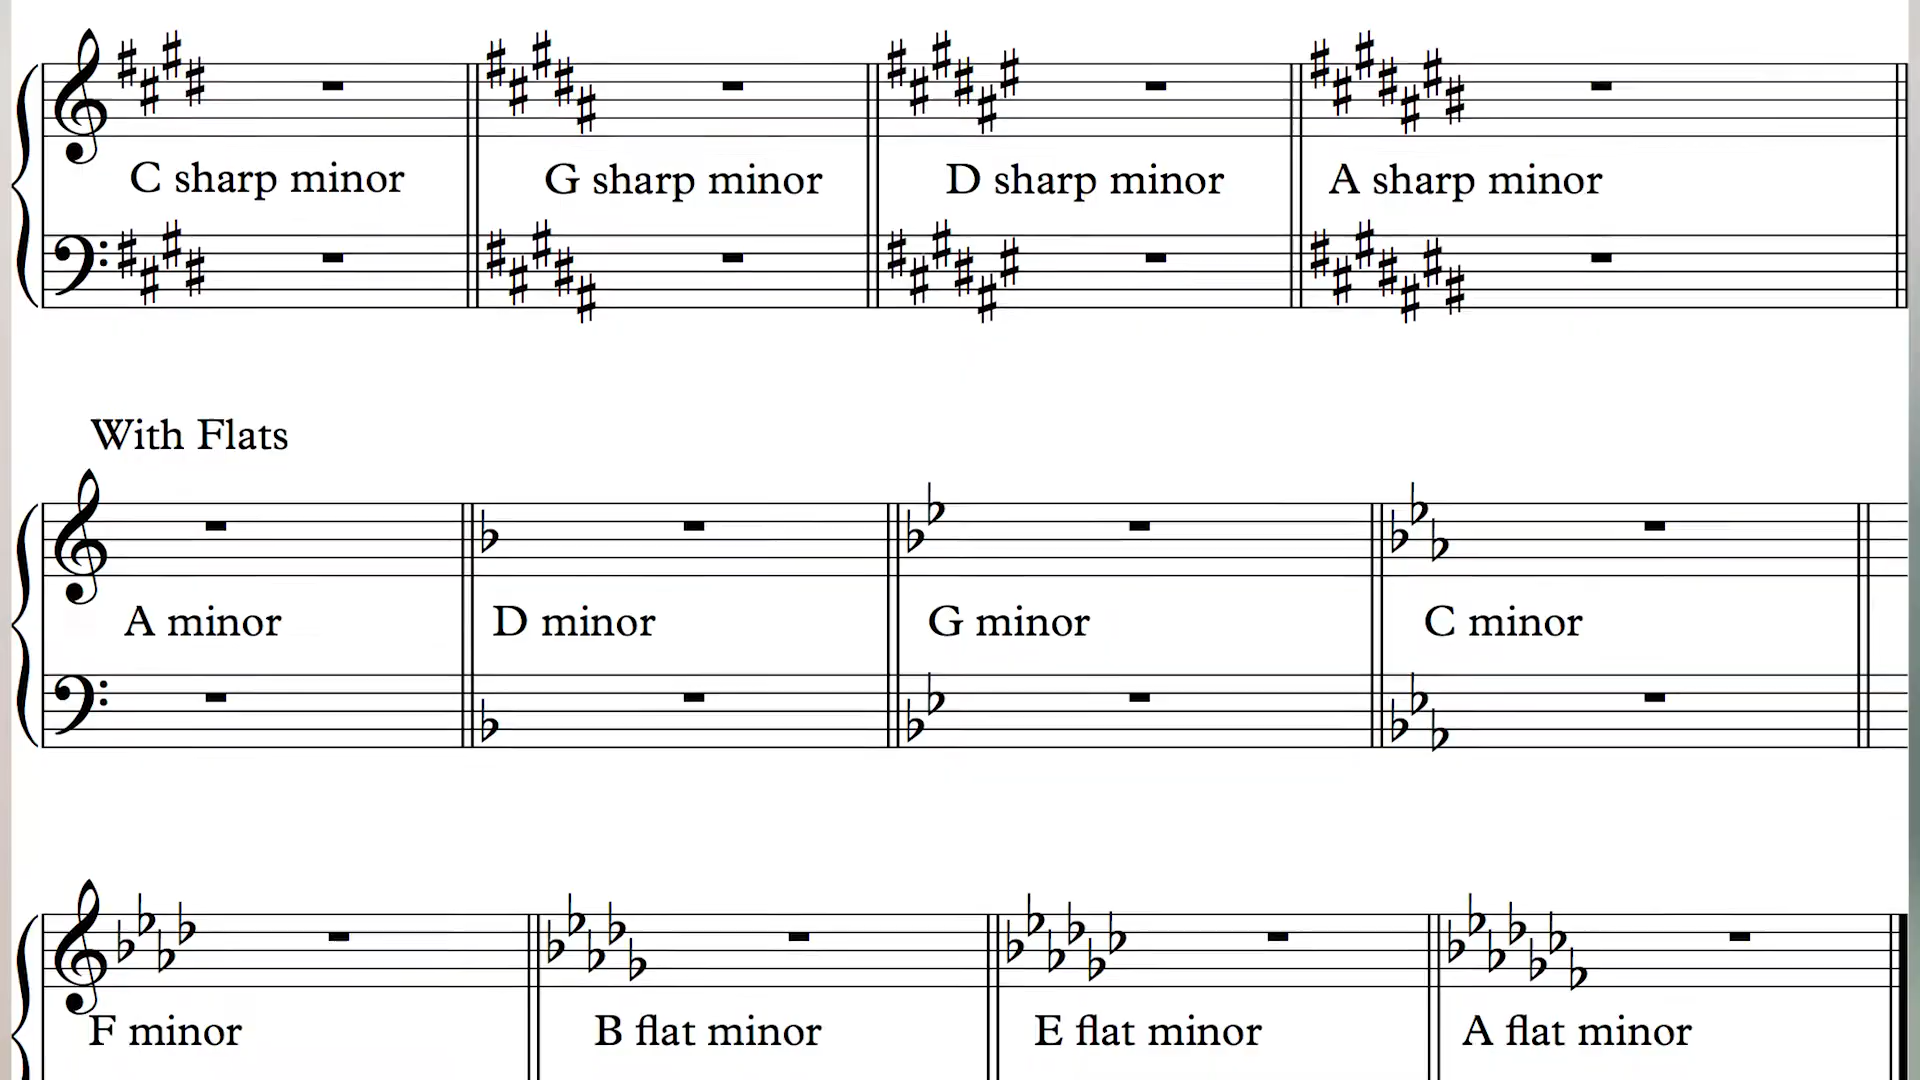 C sharp minor G sharp minor D sharp minor A sharp minor
With Flats
A minor D minor G minor C minor
F minor B flat minor E flat minor A flat minor